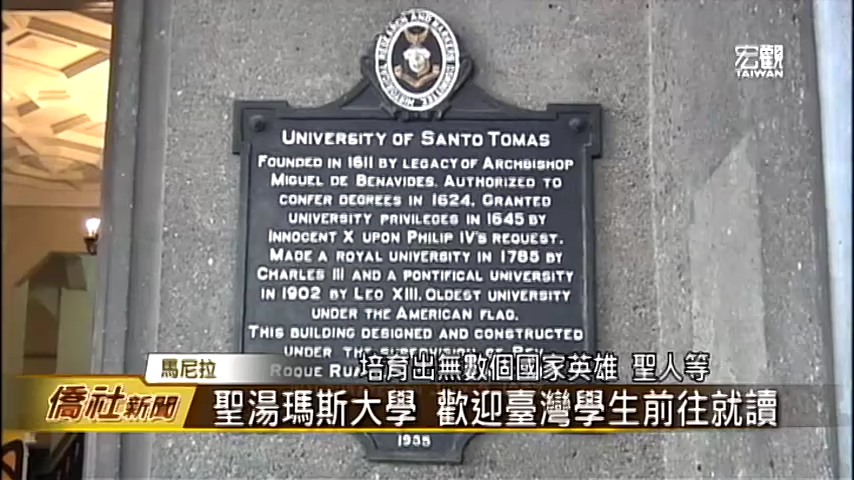 宏觀
TAIWAN
UNIVERSITY OF SANTO TOMAS
FOUNDED IN 1611 BY LEGACY OF ARCHBISHOP
MIGUEL DE BENAVIDES. AUTHORIZED TO
CONFER DEGREES IN 1624. GRANTED
UNIVERSITY PRIVILEGES IN 1645 BY
INNOCENT X UPON PHILIP IV'S REQUEST.
MADE A ROYAL UNIVERSITY IN 1785 BY
CHARLES III AND A PONTIFICAL UNIVERSITY
IN 1902 BY LEO XIII. OLDEST UNIVERSITY
UNDER THE AMERICAN FLAG.
THIS BUILDING DESIGNED AND CONSTRUCTED
UNDER THE SUPERVISION OF REV.
ROQUE
馬尼拉
培育出無數個國家英雄 聖人等
僑社新聞
聖湯瑪斯大學 歡迎臺灣學生前往就讀
1935